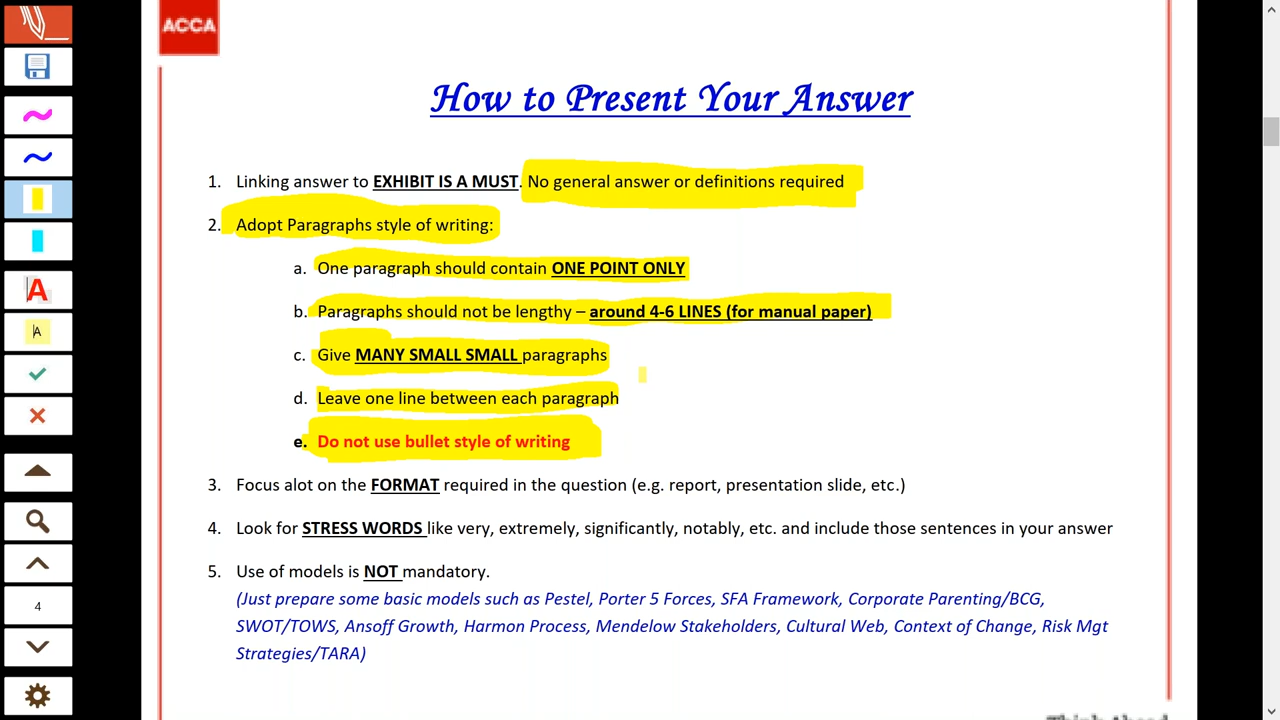 ACCA
How to Present Your Answer
1. Linking answer to EXHIBIT IS A MUST. No general answer or definitions required
2. Adopt Paragraphs style of writing:
a. One paragraph should contain ONE POINT ONLY
b. Paragraphs should not be lengthy – around 4-6 LINES (for manual paper)
c. Give MANY SMALL SMALL paragraphs
d. Leave one line between each paragraph
e. Do not use bullet style of writing
3. Focus alot on the FORMAT required in the question (e.g. report, presentation slide, etc.)
4. Look for STRESS WORDS like very, extremely, significantly, notably, etc. and include those sentences in your answer
5. Use of models is NOT mandatory.
(Just prepare some basic models such as Pestel, Porter 5 Forces, SFA Framework, Corporate Parenting/BCG,
SWOT/TOWS, Ansoff Growth, Harmon Process, Mendelow Stakeholders, Cultural Web, Context of Change, Risk Mgt
Strategies/TARA)
A
A
4